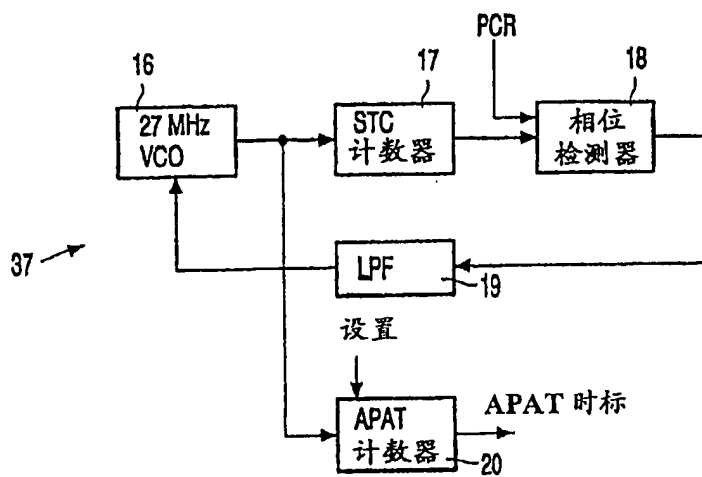 PCR
16
17
18
27 MHz
VCO
STC
计数器
相位
检测器
37
LPF
19
设置
APAT
计数器
APAT 时标
20